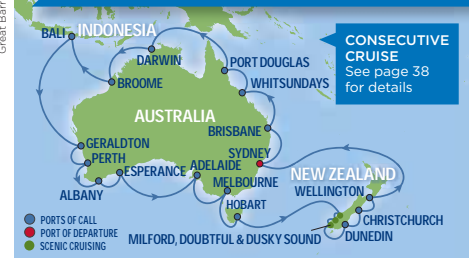 Great Barr
BALI
INDONESIA
DARWIN
BROOME
PORT DOUGLAS
WHITSUNDAYS
CONSECUTIVE
CRUISE
See page 38
for details
AUSTRALIA
BRISBANE
GERALDTON
PERTH
ALBANY
ESPERANCE
ADELAIDE
SYDNEY
MELBOURNE
HOBART
NEW ZEALAND
WELLINGTON
CHRISTCHURCH
DUNEDIN
MILFORD, DOUBTFUL & DUSKY SOUND
PORTS OF CALL
PORT OF DEPARTURE
SCENIC CRUISING